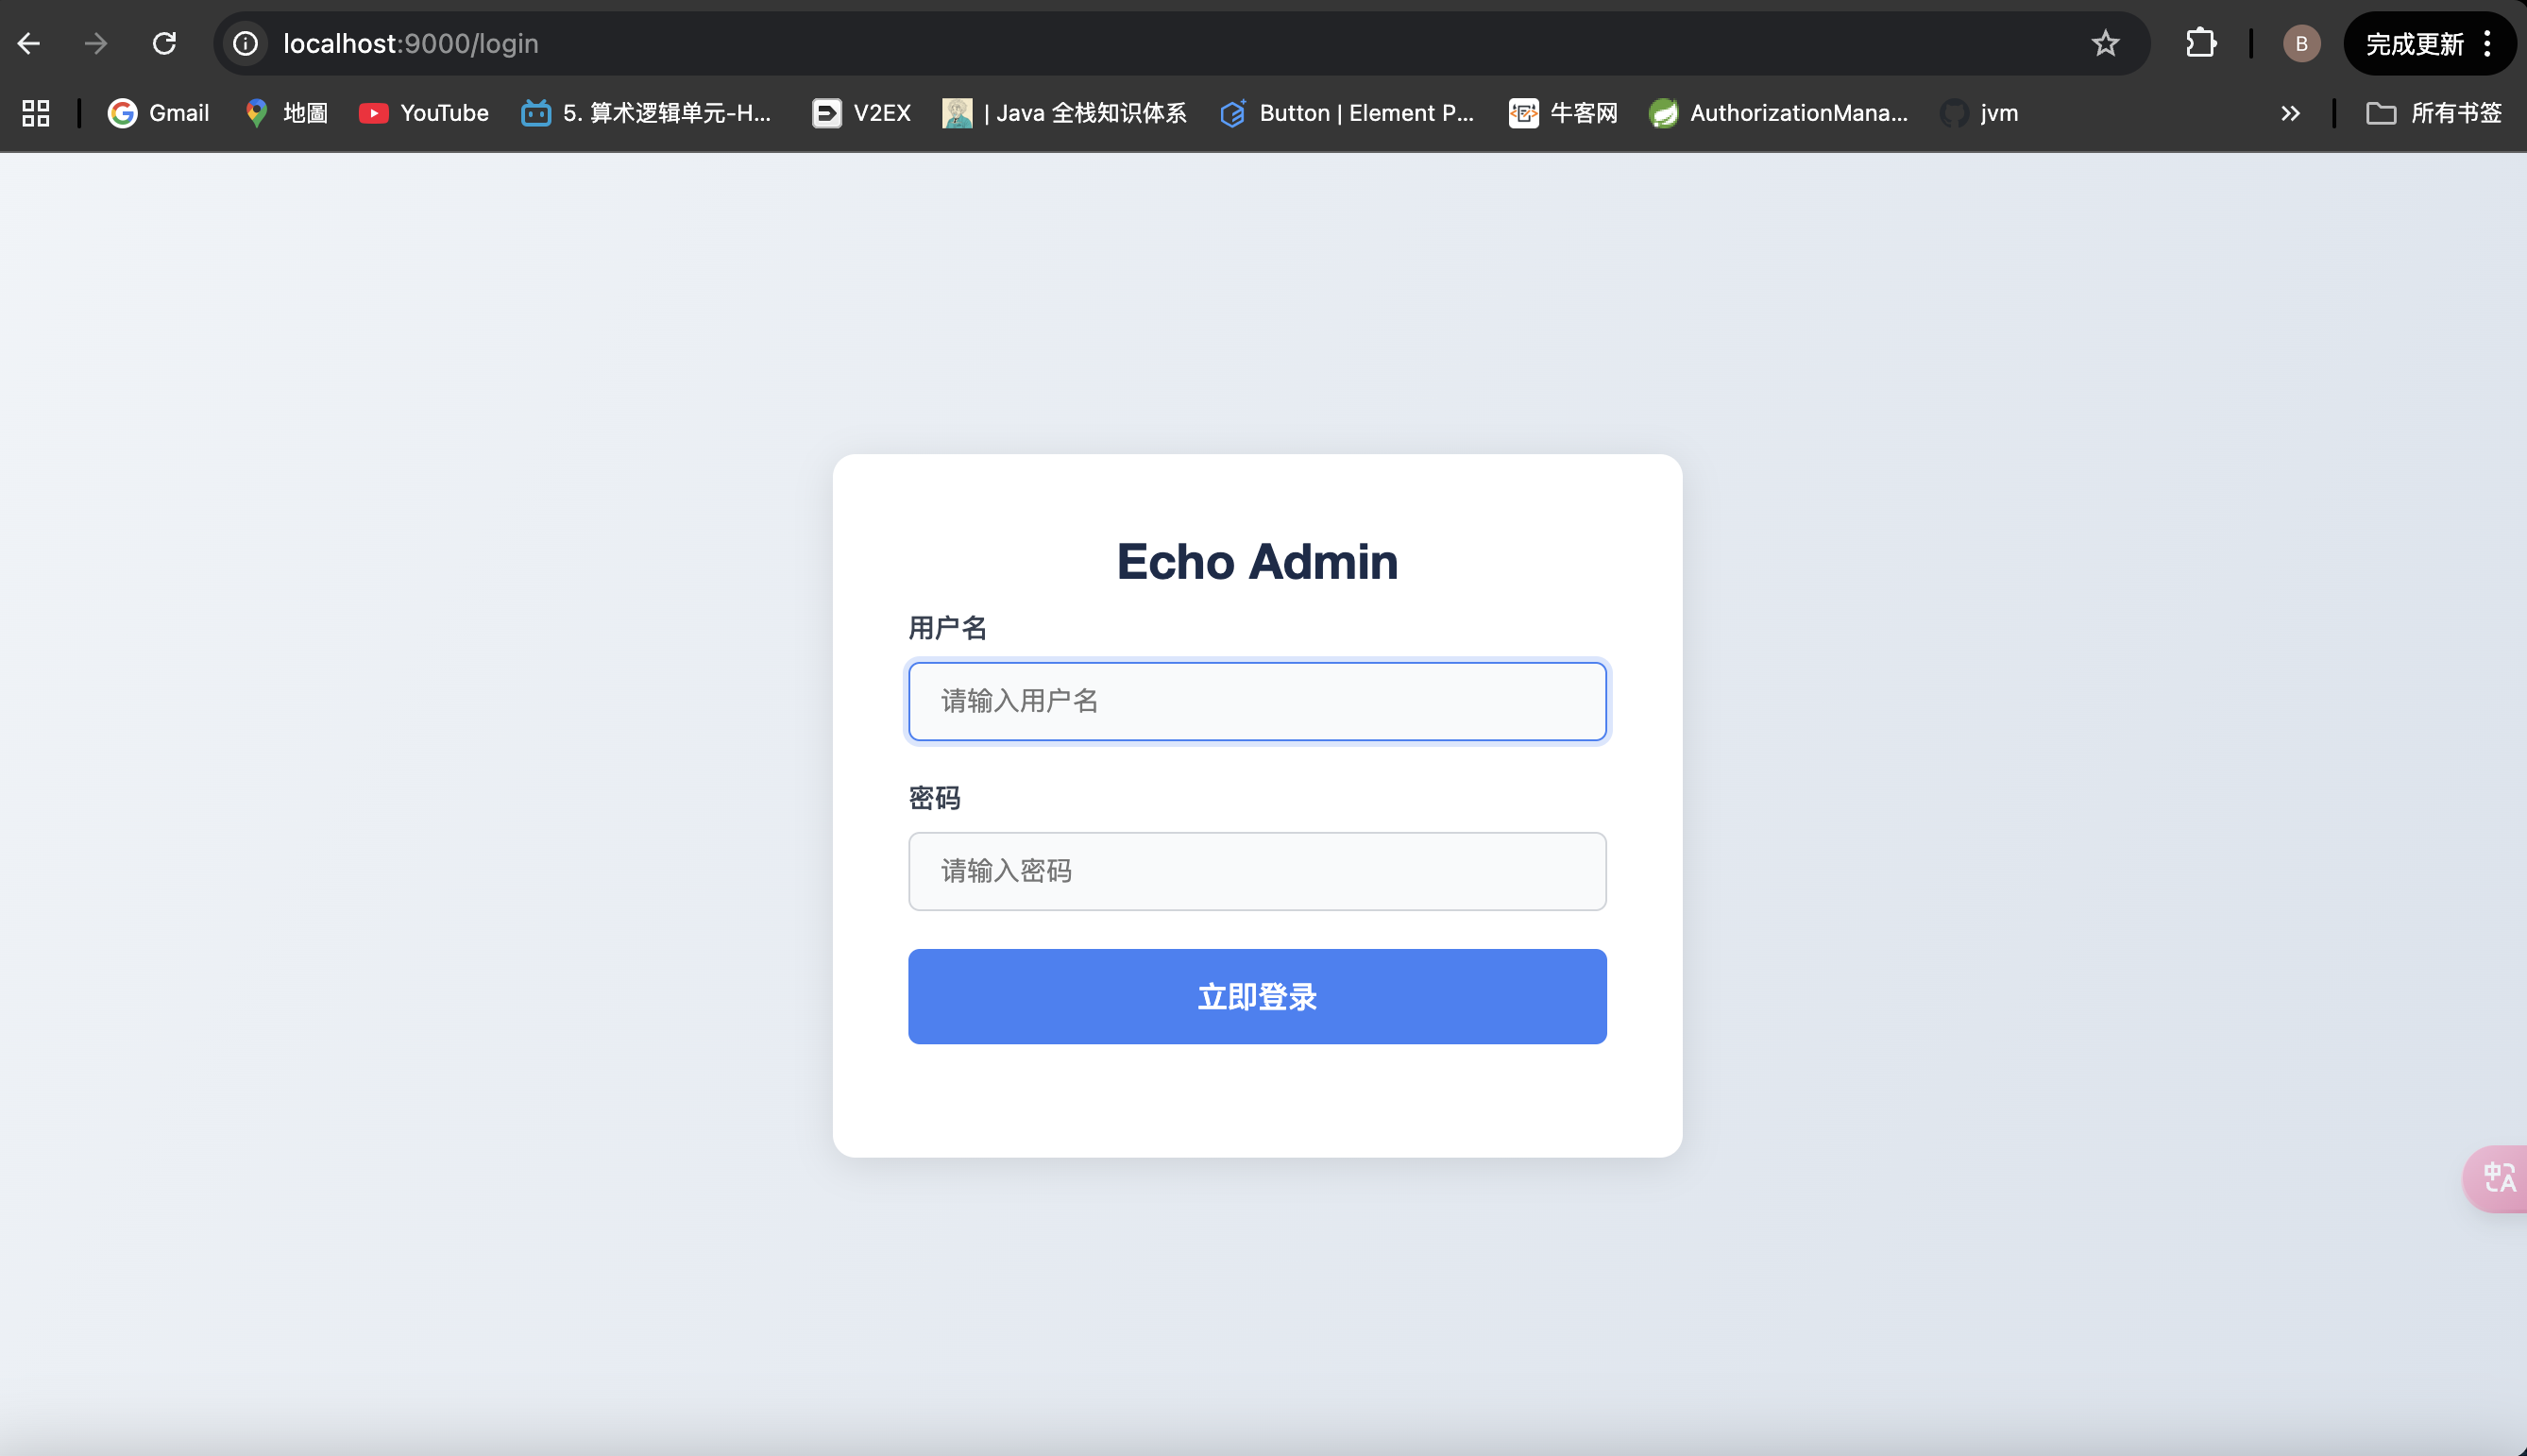 localhost:9000/login
B
完成更新
Gmail
地圖
YouTube
5. 算术逻辑单元-H...
V2EX
| Java 全栈知识体系
Button | Element P...
牛客网
AuthorizationMana...
jvm
所有书签
Echo Admin
用户名
请输入用户名
密码
请输入密码
立即登录
中A